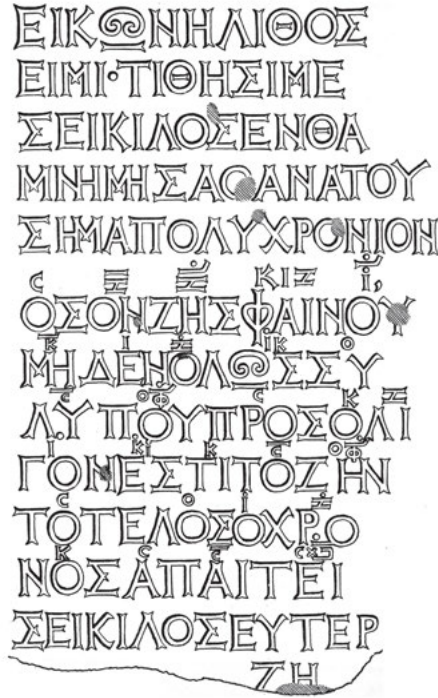 ΕΙΚΩΝΗΛΙΘΟΣ
ΕΙΜΙ·ΤΙΘΗΣΙΜΕ
ΣΕΙΚΙΛΟΣΕΝΘΑ
ΜΝΗΜΗΣΑΘΑΝΑΤΟΥ
ΣΗΜΑΠΟΛΥΧΡΟΝΙΟΝ
ΟΣΟΝΖΗΣΦΑΙΝΟΥ
ΜΗΔΕΝΟΛΩΣΣΥ
ΛΥΠΟΥΠΡΟΣΟΛΙ
ΓΟΝΕΣΤΙΤΟΖΗΝ
ΤΟΤΕΛΟΣΟΧΡΟ
ΝΟΣΑΠΑΙΤΕΙ
ΣΕΙΚΙΛΟΣΕΥΤΕΡ
ΖΗ